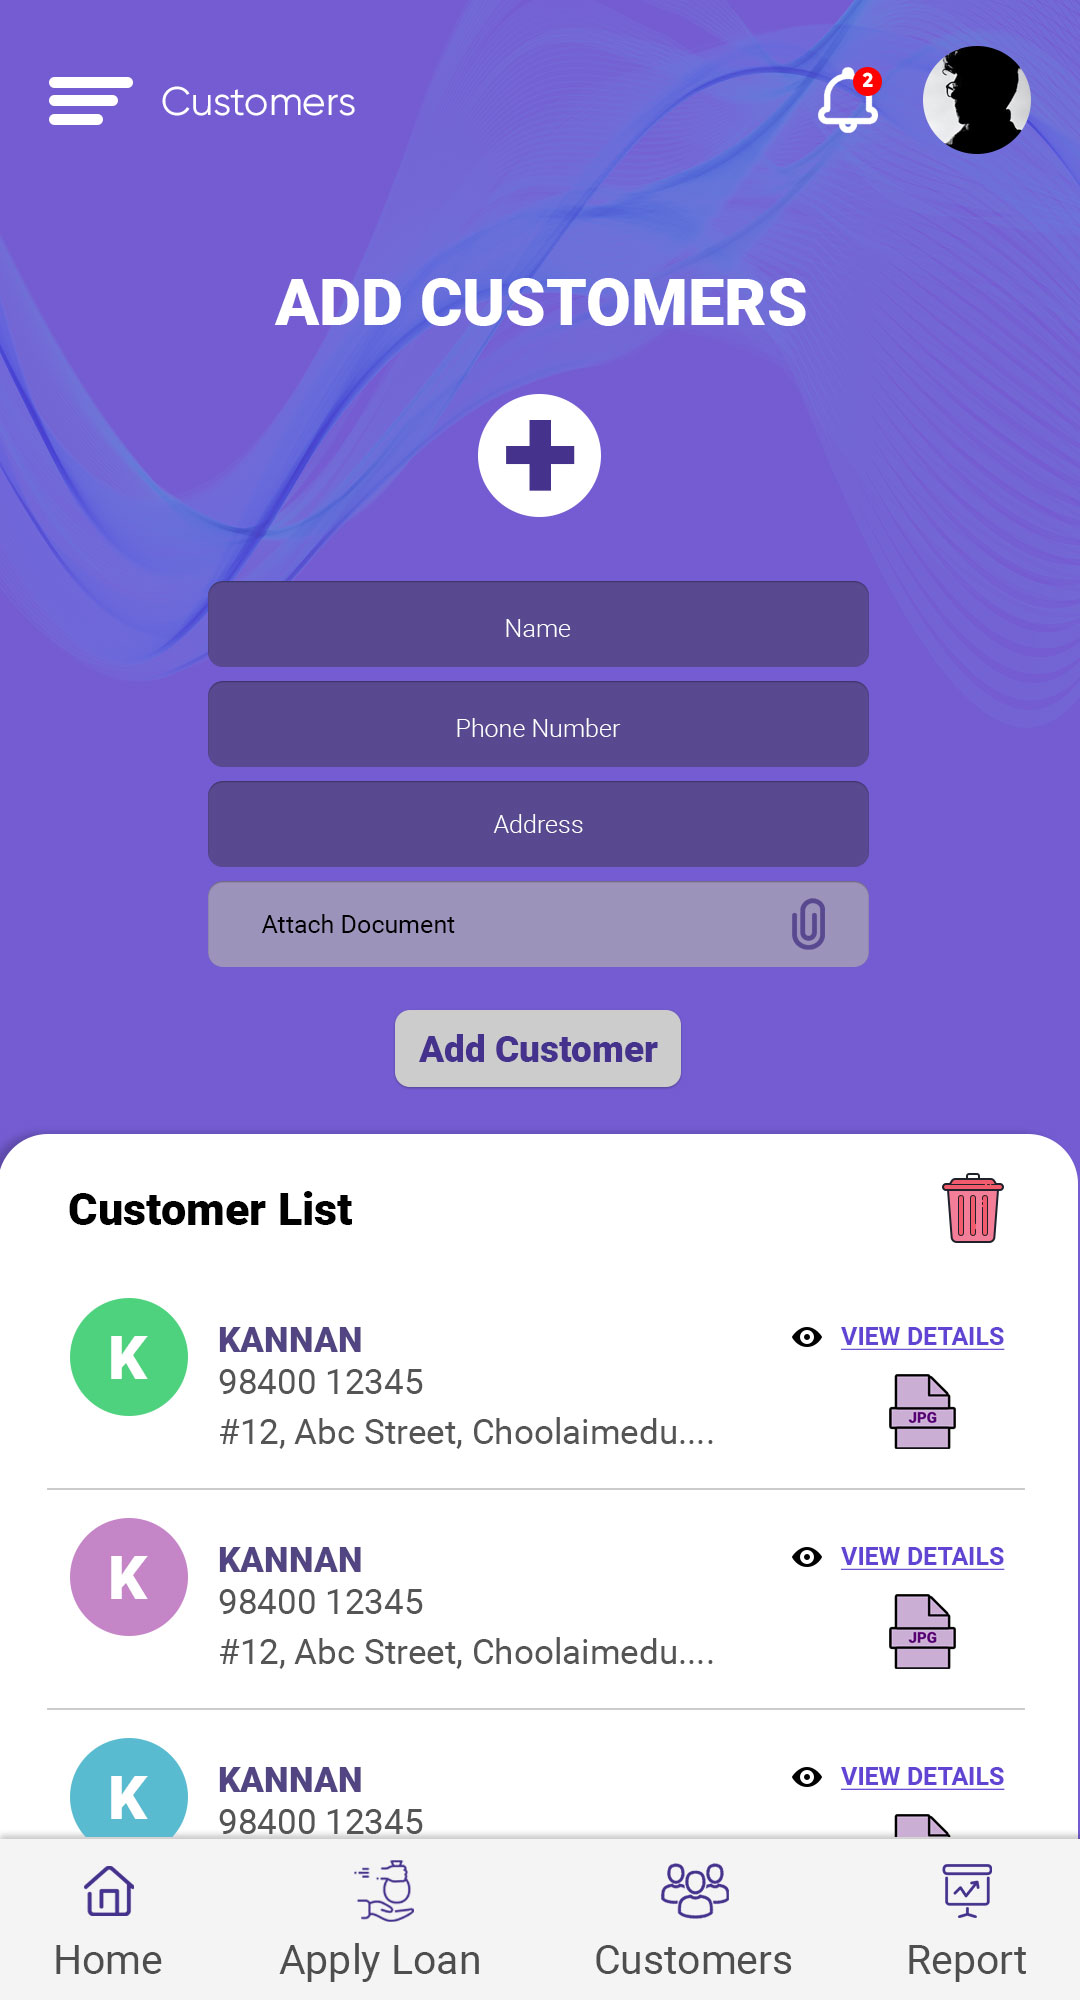 Customers
2
ADD CUSTOMERS
Name
Phone Number
Address
Attach Document
Add Customer
Customer List
K
KANNAN
VIEW DETAILS
98400 12345
#12, Abc Street, Choolaimedu....
JPG
K
KANNAN
VIEW DETAILS
98400 12345
#12, Abc Street, Choolaimedu....
JPG
K
KANNAN
VIEW DETAILS
98400 12345
Home
Apply Loan
Customers
Report